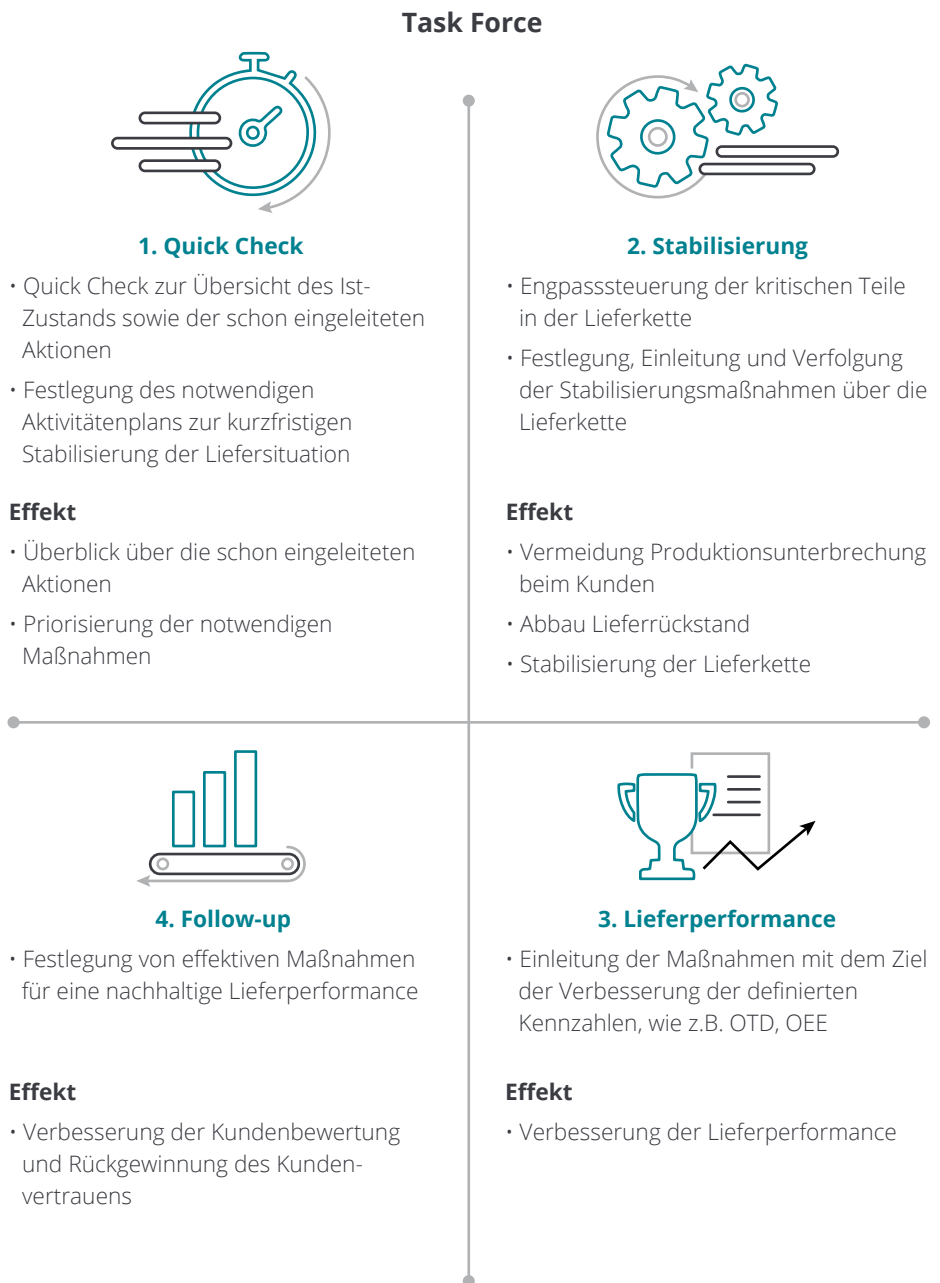 Task Force
1. Quick Check
• Quick Check zur Übersicht des Ist-
Zustands sowie der schon eingeleiteten
Aktionen
• Festlegung des notwendigen
Aktivitätenplans zur kurzfristigen
Stabilisierung der Liefersituation
Effekt
• Überblick über die schon eingeleiteten
Aktionen
• Priorisierung der notwendigen
Maßnahmen
2. Stabilisierung
• Engpasssteuerung der kritischen Teile
in der Lieferkette
• Festlegung, Einleitung und Verfolgung
der Stabilisierungsmaßnahmen über die
Lieferkette
Effekt
• Vermeidung Produktionsunterbrechung
beim Kunden
• Abbau Lieferrückstand
• Stabilisierung der Lieferkette
3. Lieferperformance
• Einleitung der Maßnahmen mit dem Ziel
der Verbesserung der definierten
Kennzahlen, wie z.B. OTD, OEE
Effekt
• Verbesserung der Lieferperformance
4. Follow-up
• Festlegung von effektiven Maßnahmen
für eine nachhaltige Lieferperformance
Effekt
• Verbesserung der Kundenbewertung
und Rückgewinnung des Kunden-
vertrauens